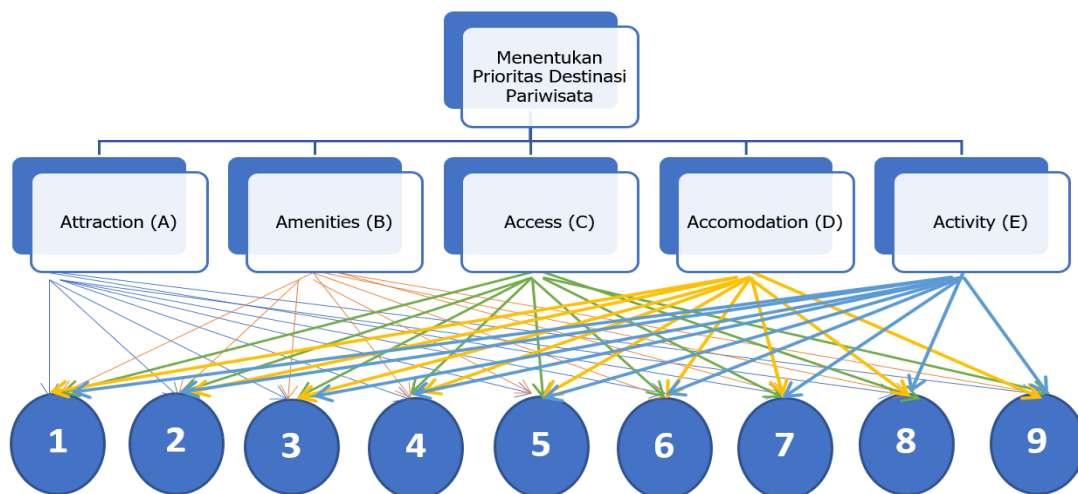 Menentukan
Prioritas Destinasi
Pariwisata
Attraction (A)
Amenities (B)
Access (C)
Accomodation (D)
Activity (E)
1
2
3
4
5
6
7
8
9